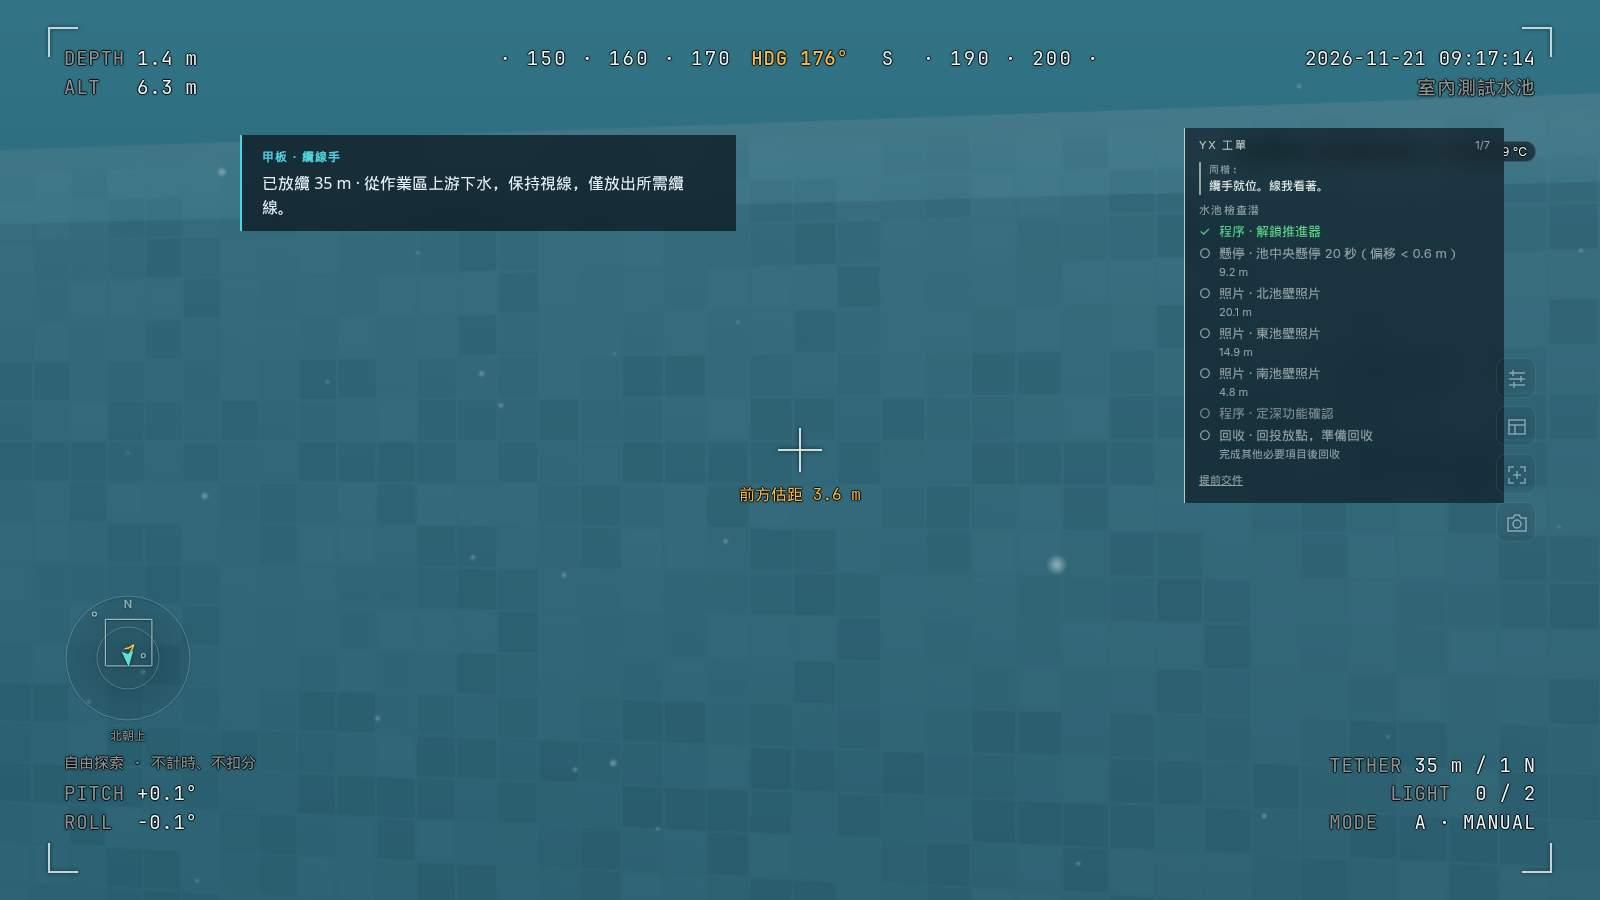 DEPTH 1.4 m
ALT 6.3 m
· 150 · 160 · 170 HDG 176° S · 190 · 200 ·
2026-11-21 09:17:14
室內測試水池
甲板 · 纜線手
已放纜 35 m · 從作業區上游下水，保持視線，僅放出所需纜
線。
YX 工單 1/7
周楷：
纜手就位。線我看著。
水池檢查潛
程序 · 解鎖推進器
懸停 · 池中央懸停 20 秒（偏移 < 0.6 m）
9.2 m
照片 · 北池壁照片
20.1 m
照片 · 東池壁照片
14.9 m
照片 · 南池壁照片
4.8 m
程序 · 定深功能確認
回收 · 回投放點，準備回收
完成其他必要項目後回收
提前交件
9 °C
前方估距 3.6 m
N
北朝上
自由探索 · 不計時、不扣分
PITCH +0.1°
ROLL -0.1°
TETHER 35 m / 1 N
LIGHT 0 / 2
MODE A · MANUAL